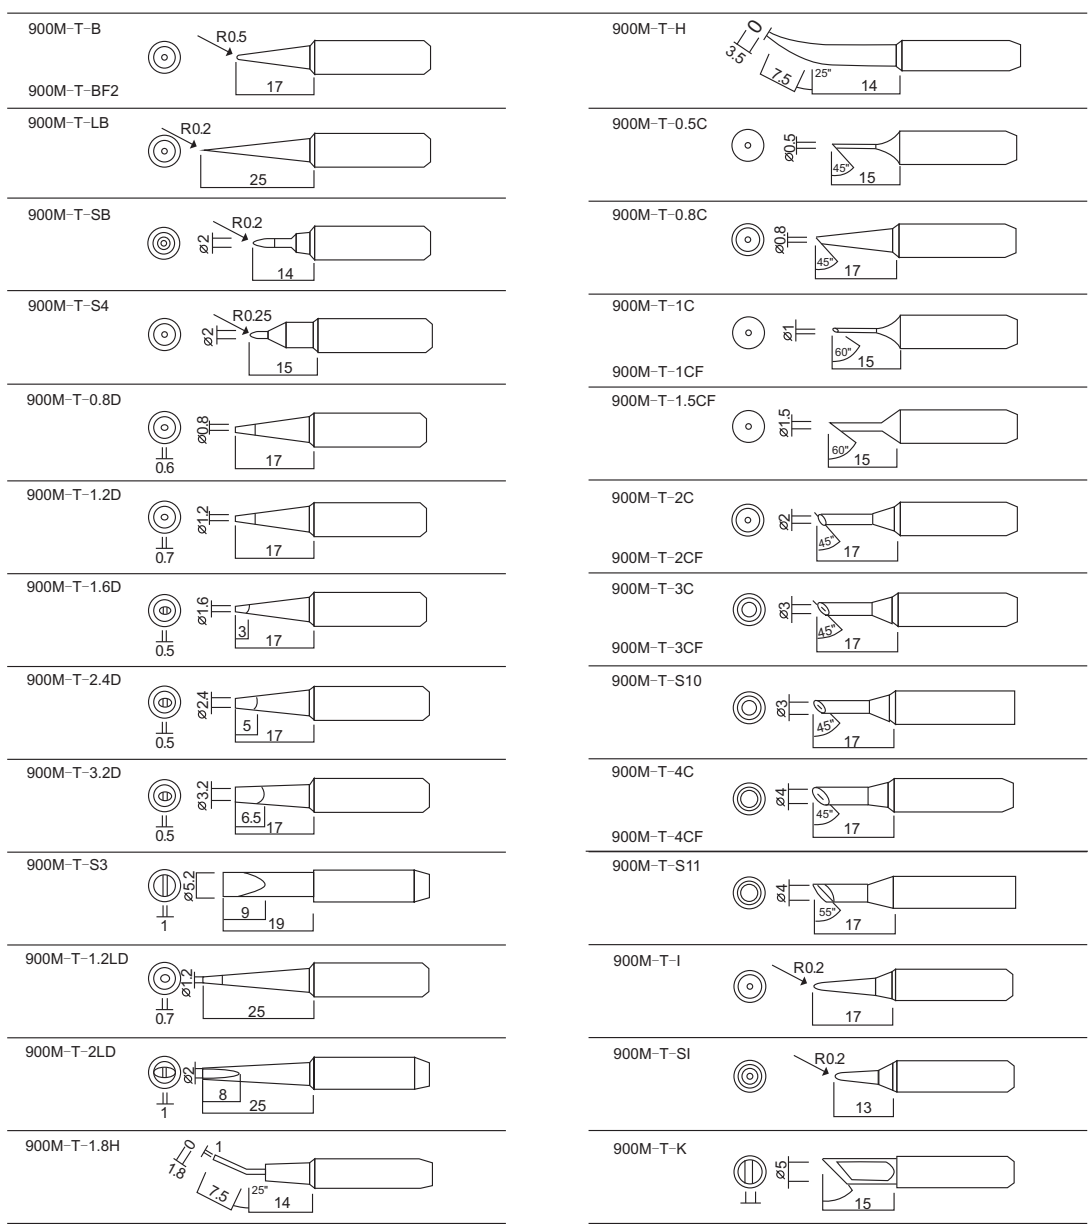 900M-T-B
R0.5
17
900M-T-BF2
900M-T-LB
R0.2
25
900M-T-SB
R0.2
ø2
14
900M-T-S4
R0.25
ø2
15
900M-T-0.8D
ø0.8
17
0.6
900M-T-1.2D
ø1.2
17
0.7
900M-T-1.6D
ø1.6
3
17
0.5
900M-T-2.4D
ø2.4
5
17
0.5
900M-T-3.2D
ø3.2
6.5
17
0.5
900M-T-S3
ø5.2
9
19
1
900M-T-1.2LD
ø1.2
25
0.7
900M-T-2LD
ø2
8
25
1
900M-T-1.8H
1
1.8
7.5
25"
14
900M-T-H
0
3.5
7.5
25"
14
900M-T-0.5C
ø0.5
45"
15
900M-T-0.8C
ø0.8
45"
17
900M-T-1C
ø1
60"
15
900M-T-1CF
900M-T-1.5CF
ø1.5
60"
15
900M-T-2C
ø2
45"
17
900M-T-2CF
900M-T-3C
ø3
45"
17
900M-T-3CF
900M-T-S10
ø3
45"
17
900M-T-4C
ø4
45"
17
900M-T-4CF
900M-T-S11
ø4
55"
17
900M-T-I
R0.2
17
900M-T-SI
R0.2
13
900M-T-K
ø5
15